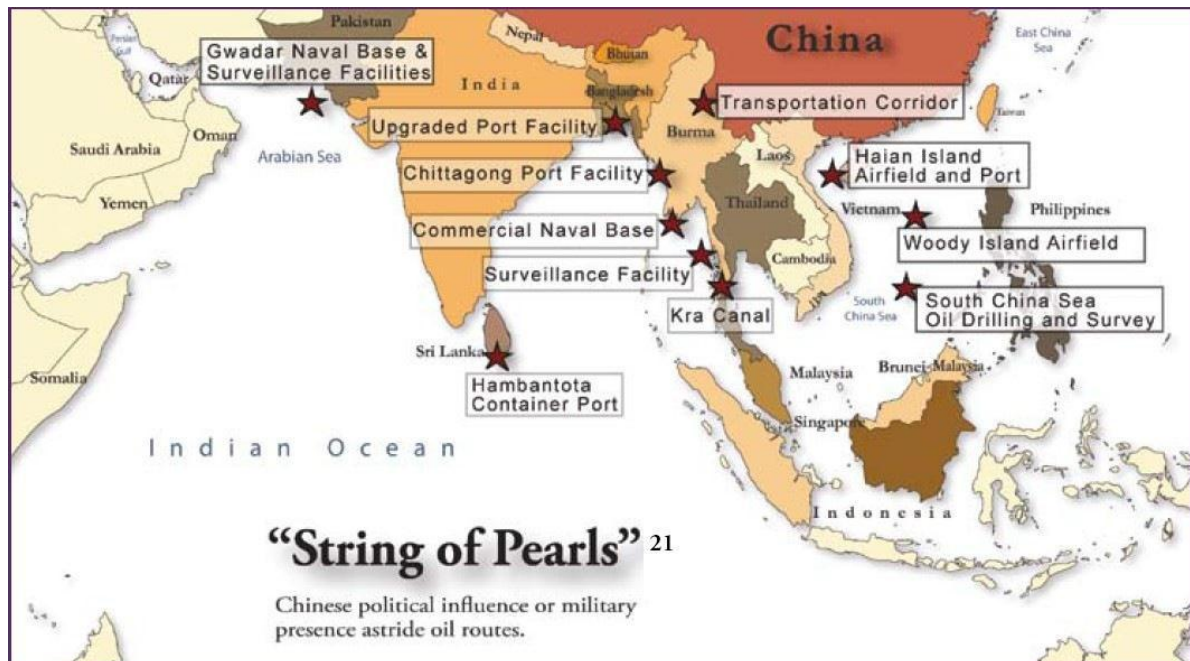 Pakistan
Persian
Gulf
Gwadar Naval Base &
Surveillance Facilities
Qatar
Nepal
Bhutan
China
East China
Sea
India
Bangladesh
Taiwan
Transportation Corridor
Upgraded Port Facility
Burma
Oman
Saudi Arabia
Arabian Sea
Laos
Haian Island
Airfield and Port
Chittagong Port Facility
Yemen
Thailand
Vietnam
Philippines
Commercial Naval Base
Woody Island Airfield
Cambodia
Surveillance Facility
South
China Sea
South China Sea
Oil Drilling and Survey
Kra Canal
Sri Lanka
Somalia
Hambantota
Container Port
Malaysia
Brunei
Malaysia
Singapore
Indian Ocean
Indonesia
“String of Pearls” 21
Chinese political influence or military
presence astride oil routes.